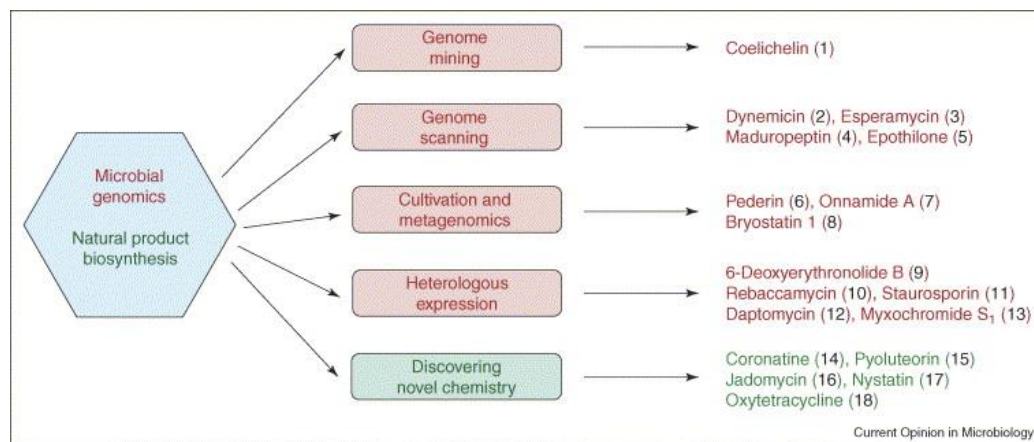 Microbial
genomics
Natural product
biosynthesis
Genome
mining
Coelichelin (1)
Genome
scanning
Dynemicin (2), Esperamycin (3)
Maduropeptin (4), Epothilone (5)
Cultivation and
metagenomics
Pederin (6), Onnamide A (7)
Bryostatin 1 (8)
Heterologous
expression
6-Deoxyerythronolide B (9)
Rebaccamycin (10), Staurosporin (11)
Daptomycin (12), Myxochromide S₁ (13)
Discovering
novel chemistry
Coronatine (14), Pyoluteorin (15)
Jadomycin (16), Nystatin (17)
Oxytetracycline (18)
Current Opinion in Microbiology